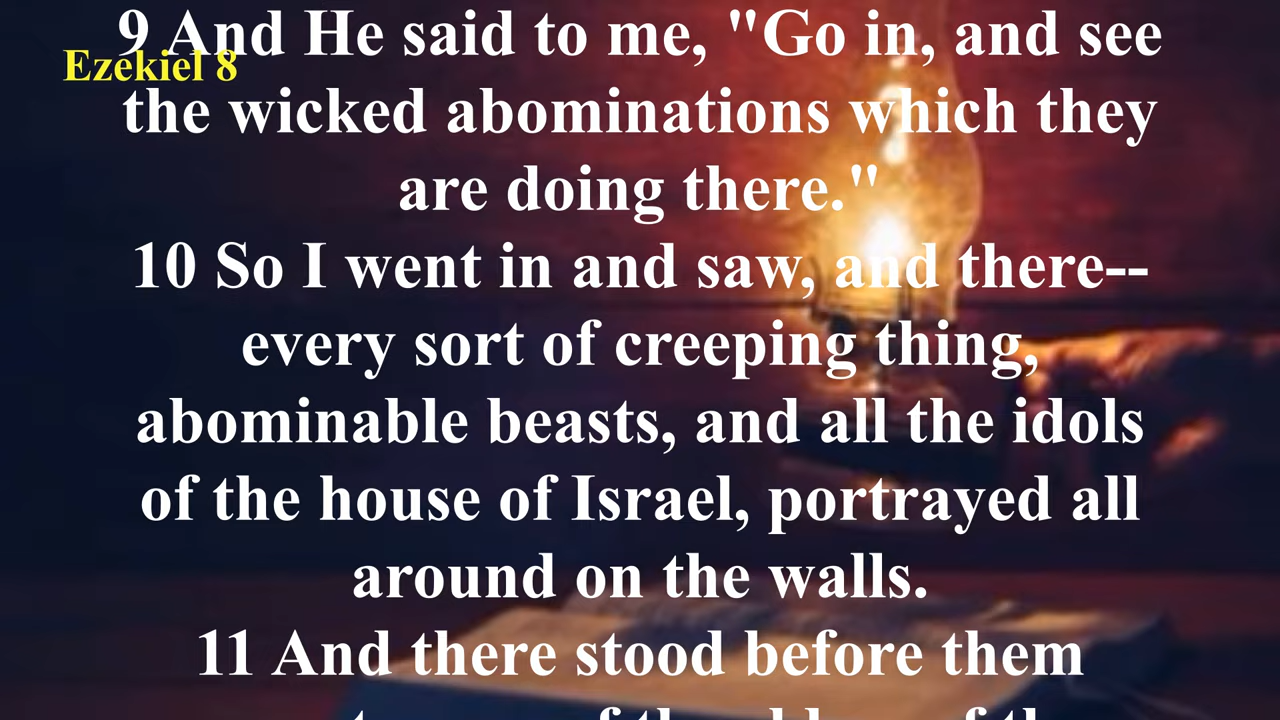 9 And He said to me, "Go in, and see
Ezekiel 8
the wicked abominations which they
are doing there."
10 So I went in and saw, and there--
every sort of creeping thing,
abominable beasts, and all the idols
of the house of Israel, portrayed all
around on the walls.
11 And there stood before them